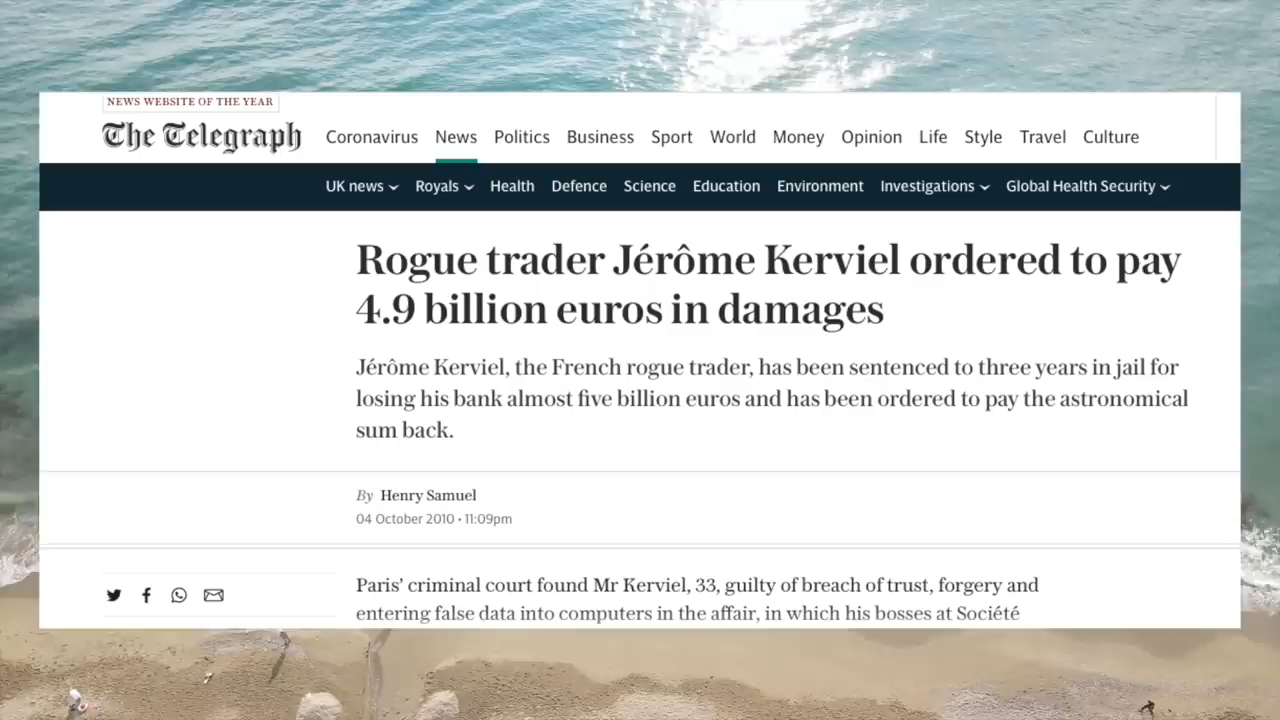 NEWS WEBSITE OF THE YEAR
The Telegraph
Coronavirus News Politics Business Sport World Money Opinion Life Style Travel Culture
UK news Royals Health Defence Science Education Environment Investigations Global Health Security
Rogue trader Jérôme Kerviel ordered to pay
4.9 billion euros in damages
Jérôme Kerviel, the French rogue trader, has been sentenced to three years in jail for
losing his bank almost five billion euros and has been ordered to pay the astronomical
sum back.
By Henry Samuel
04 October 2010 • 11:09pm
Paris' criminal court found Mr Kerviel, 33, guilty of breach of trust, forgery and
entering false data into computers in the affair, in which his bosses at Société